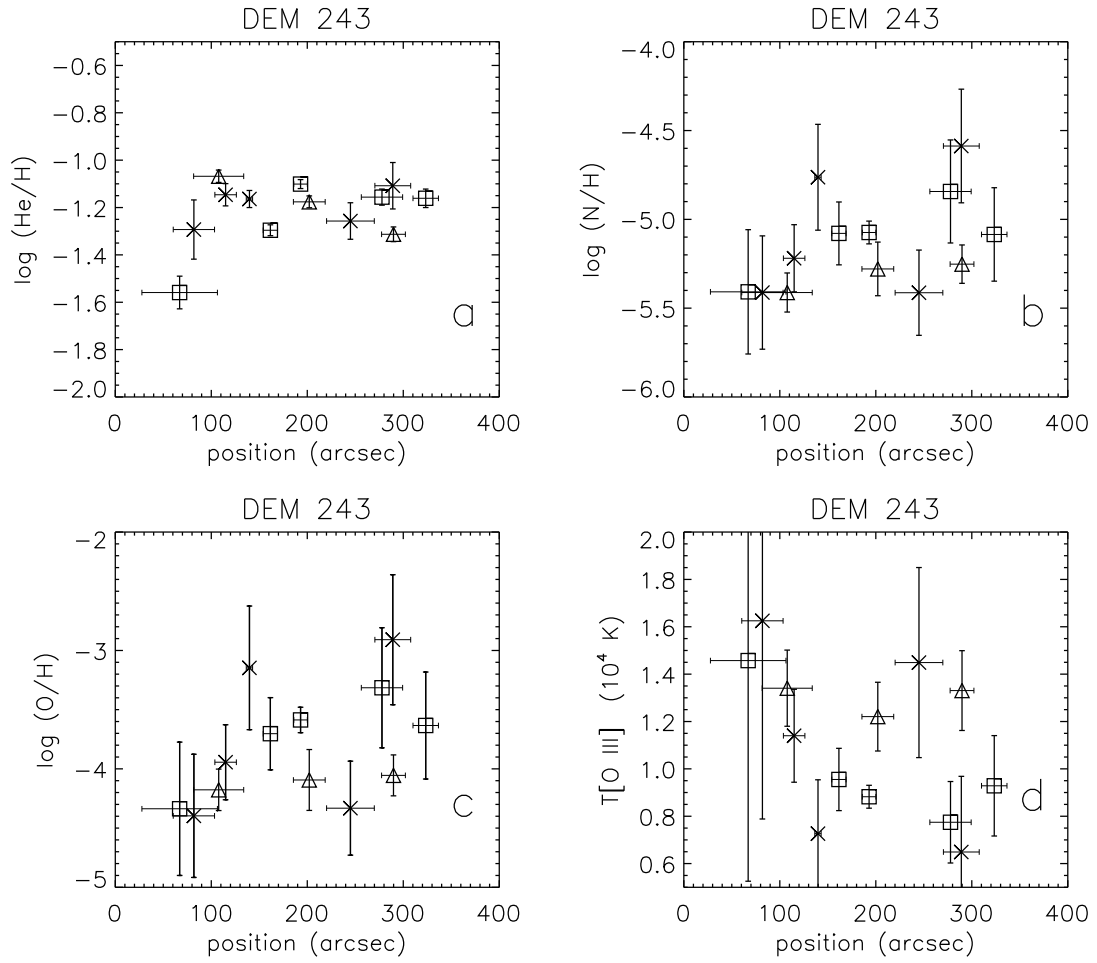 DEM 243
log (He/H)
−0.6
−0.8
−1.0
−1.2
−1.4
−1.6
−1.8
−2.0
0 100 200 300 400
position (arcsec)
a
DEM 243
log (N/H)
−4.0
−4.5
−5.0
−5.5
−6.0
0 100 200 300 400
position (arcsec)
b
DEM 243
log (O/H)
−2
−3
−4
−5
0 100 200 300 400
position (arcsec)
c
DEM 243
T[O III] (10⁴ K)
2.0
1.8
1.6
1.4
1.2
1.0
0.8
0.6
0 100 200 300 400
position (arcsec)
d